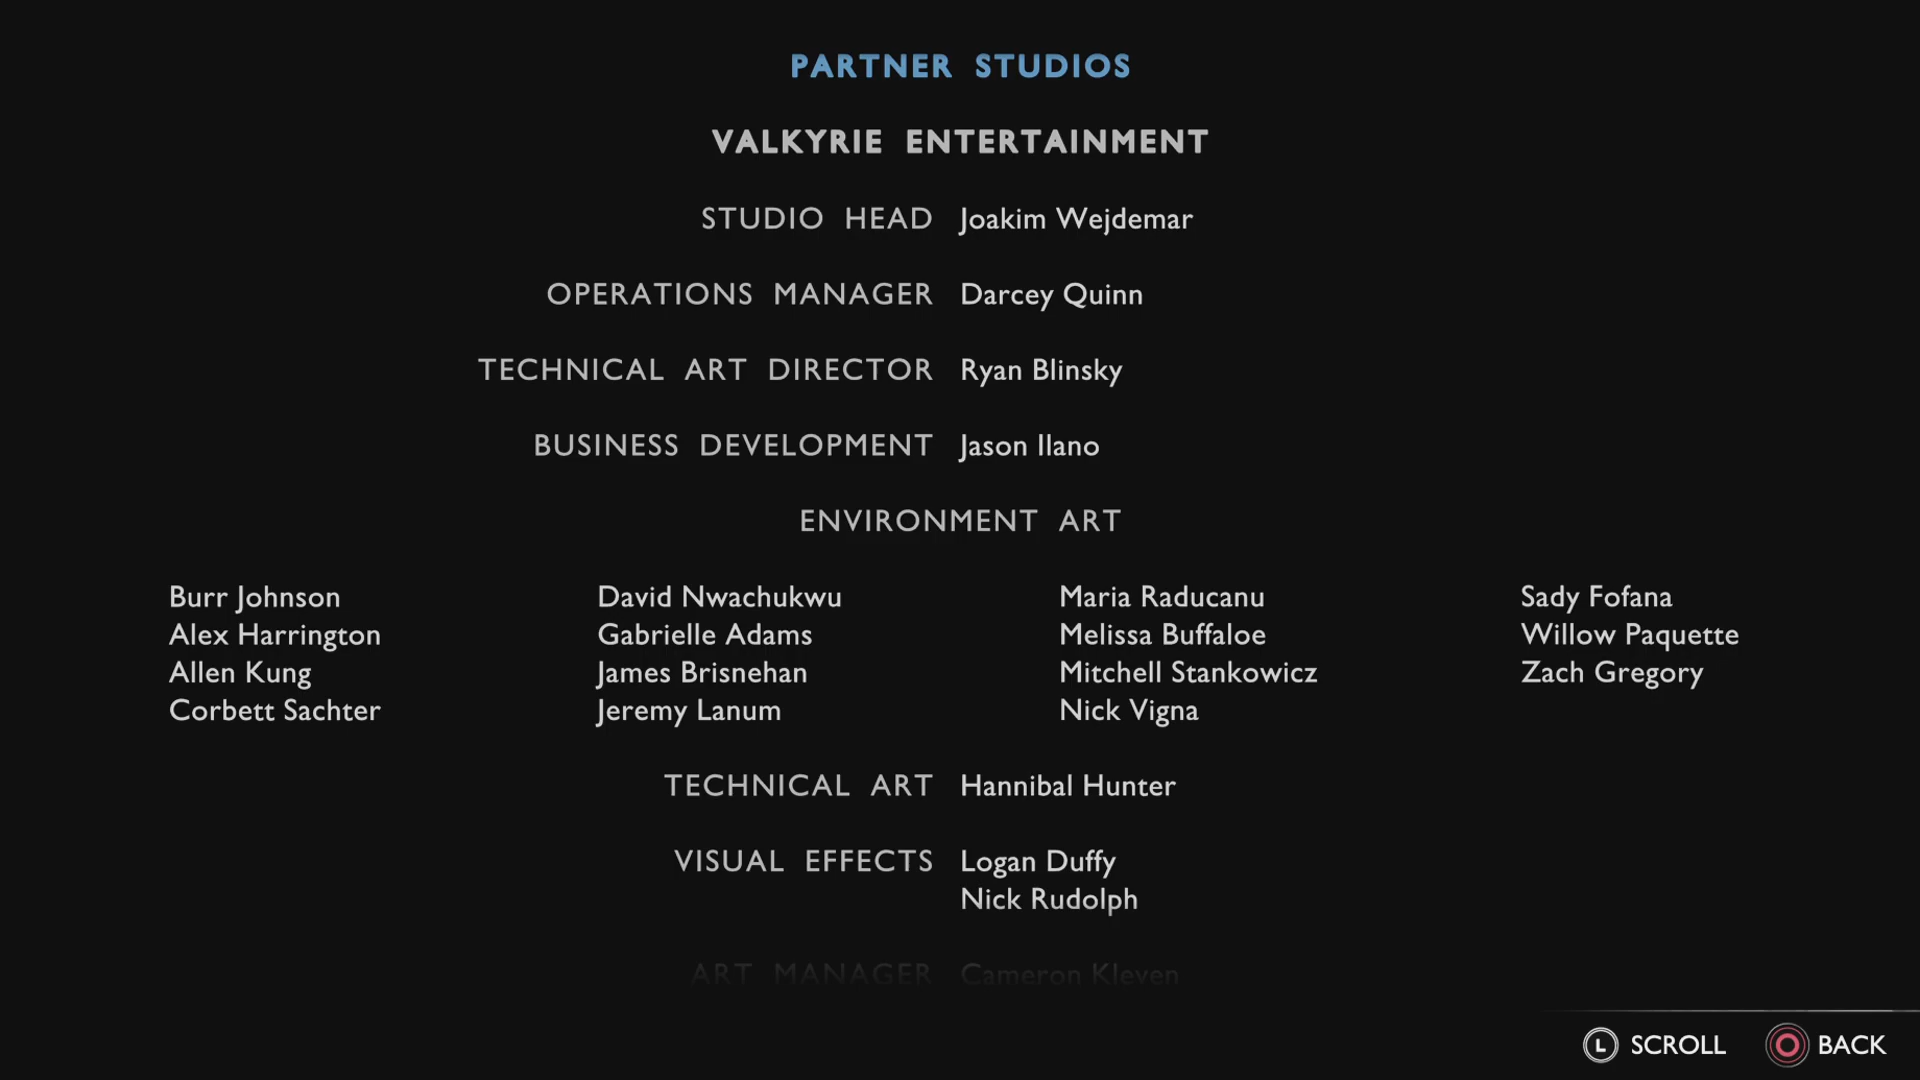 PARTNER STUDIOS
VALKYRIE ENTERTAINMENT
STUDIO HEAD Joakim Wejdemar
OPERATIONS MANAGER Darcey Quinn
TECHNICAL ART DIRECTOR Ryan Blinsky
BUSINESS DEVELOPMENT Jason Ilano
ENVIRONMENT ART
Burr Johnson David Nwachukwu Maria Raducanu Sady Fofana
Alex Harrington Gabrielle Adams Melissa Buffaloe Willow Paquette
Allen Kung James Brisnehan Mitchell Stankowicz Zach Gregory
Corbett Sachter Jeremy Lanum Nick Vigna
TECHNICAL ART Hannibal Hunter
VISUAL EFFECTS Logan Duffy
Nick Rudolph
ART MANAGER Cameron Kleven
L SCROLL BACK